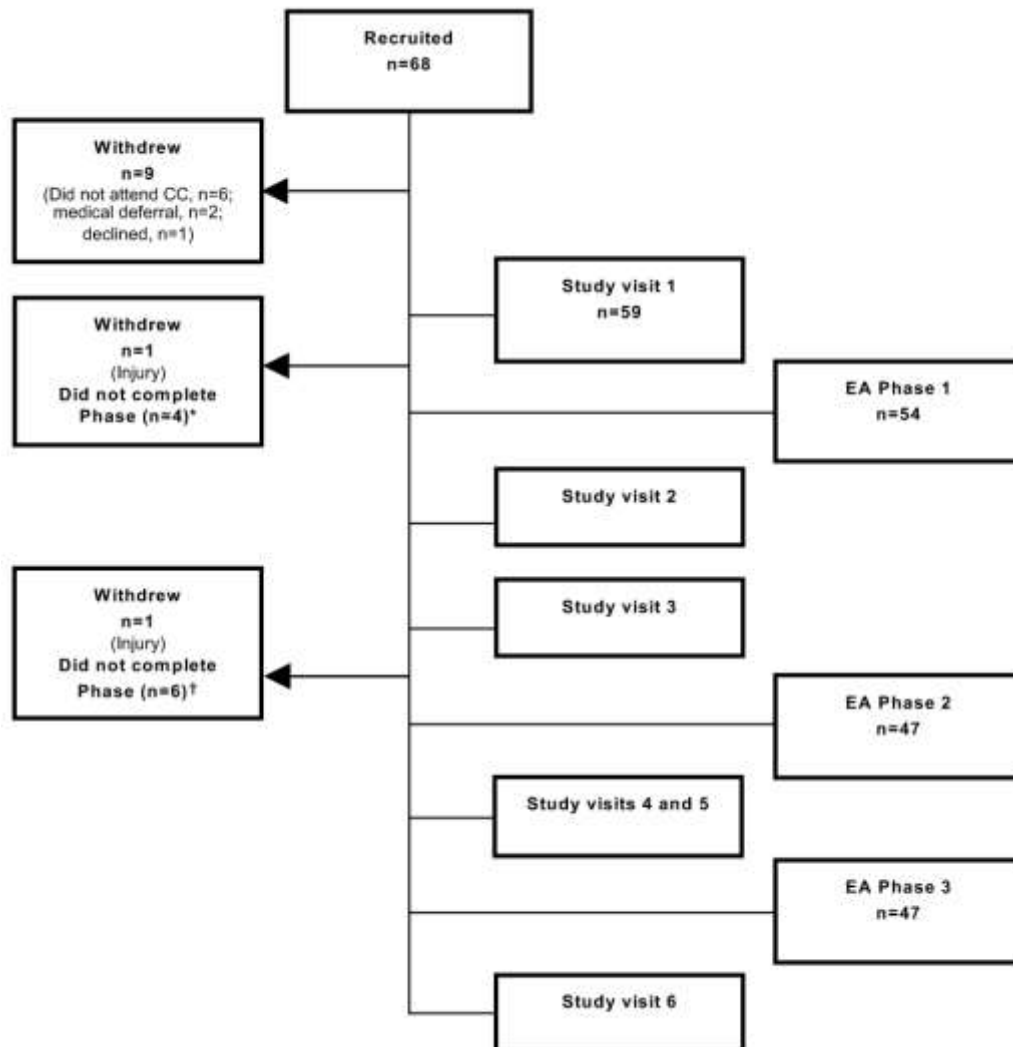 Recruited
n=68
Withdrew
n=9
(Did not attend CC, n=6;
medical deferral, n=2;
declined, n=1)
Study visit 1
n=59
Withdrew
n=1
(Injury)
Did not complete
Phase (n=4)*
EA Phase 1
n=54
Study visit 2
Study visit 3
Withdrew
n=1
(Injury)
Did not complete
Phase (n=6)†
EA Phase 2
n=47
Study visits 4 and 5
EA Phase 3
n=47
Study visit 6